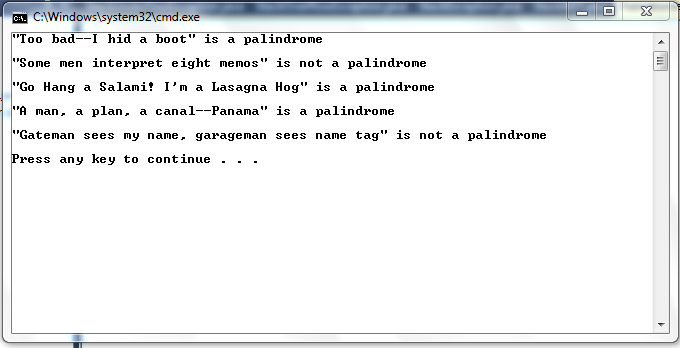 C:\Windows\system32\cmd.exe
"Too bad--I hid a boot" is a palindrome
"Some men interpret eight memos" is not a palindrome
"Go Hang a Salami! I'm a Lasagna Hog" is a palindrome
"A man, a plan, a canal--Panama" is a palindrome
"Gateman sees my name, garageman sees name tag" is not a palindrome
Press any key to continue . . .